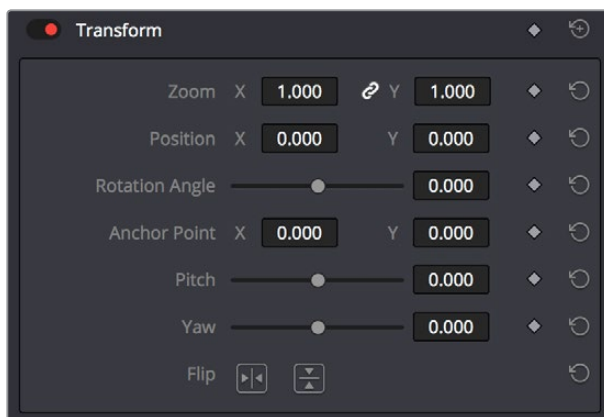 Transform
Zoom X 1.000 Y 1.000
Position X 0.000 Y 0.000
Rotation Angle 0.000
Anchor Point X 0.000 Y 0.000
Pitch 0.000
Yaw 0.000
Flip